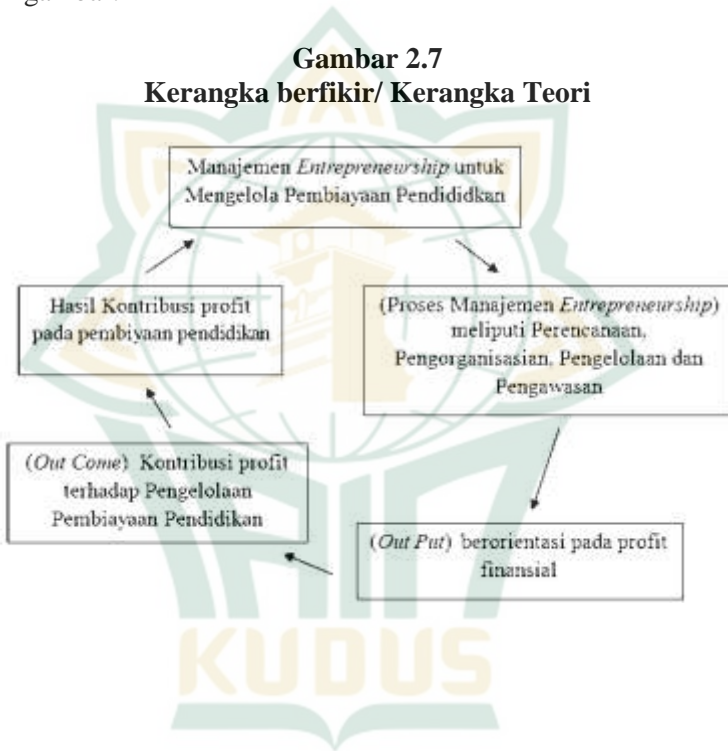 Gambar 2.7
Kerangka berfikir/ Kerangka Teori
Manajemen Entrepreneurship untuk
Mengelola Pembiayaan Pendididkan
Hasil Kontribusi profit
pada pembiyaan pendidikan
(Proses Manajemen Entrepreneurship)
meliputi Perencanaan,
Pengorganisasian, Pengelolaan dan
Pengawasan
(Out Come) Kontribusi profit
terhadap Pengelolaan
Pembiayaan Pendidikan
(Out Put) berorientasi pada profit
finansial
KUDUS